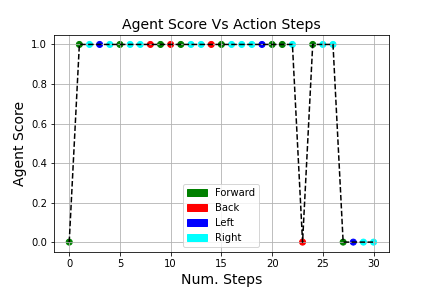 Agent Score Vs Action Steps
Agent Score
1.0
0.8
0.6
0.4
0.2
0.0
Forward
Back
Left
Right
0 5 10 15 20 25 30
Num. Steps